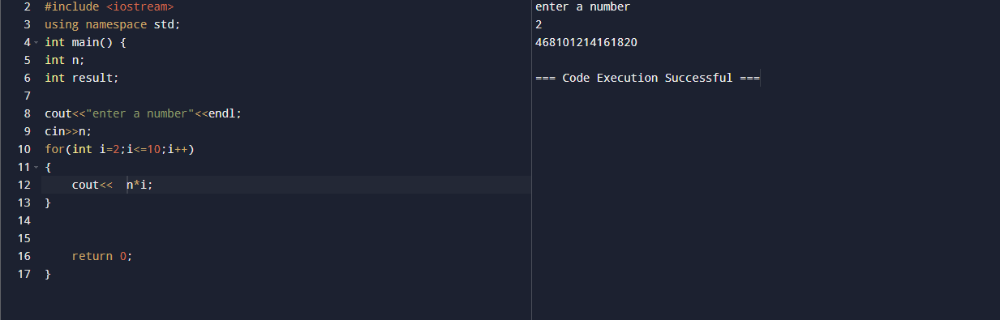 2 #include <iostream>
3 using namespace std;
4 int main() {
5 int n;
6 int result;
7
8 cout<<"enter a number"<<endl;
9 cin>>n;
10 for(int i=2;i<=10;i++)
11 {
12     cout<<  n*i;
13 }
14
15
16     return 0;
17 }
enter a number
2
468101214161820
=== Code Execution Successful ===